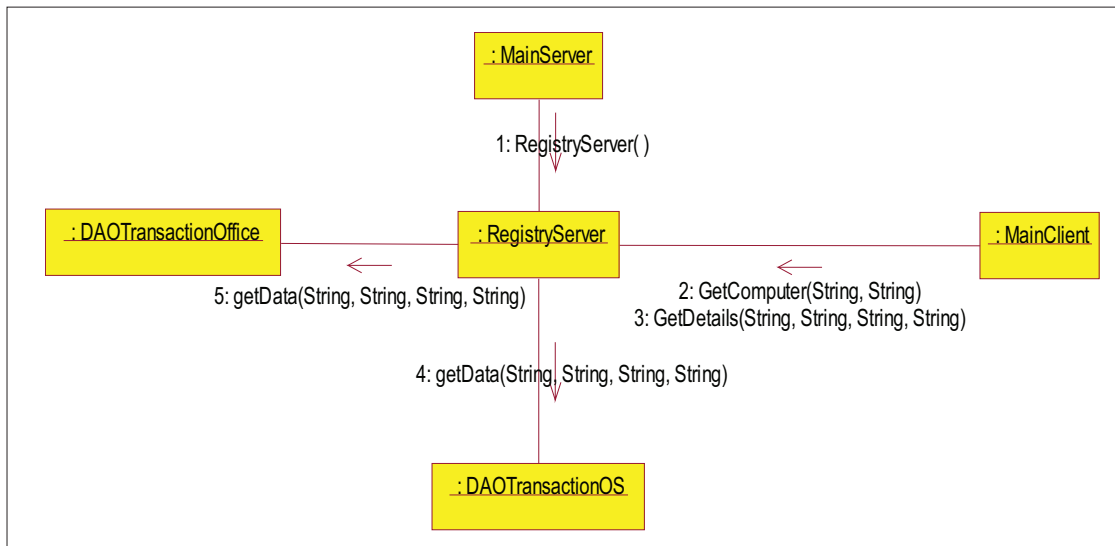 : MainServer
1: RegistryServer( )
: DAOTransactionOffice
: RegistryServer
: MainClient
5: getData(String, String, String, String)
2: GetComputer(String, String)
3: GetDetails(String, String, String, String)
4: getData(String, String, String, String)
: DAOTransactionOS